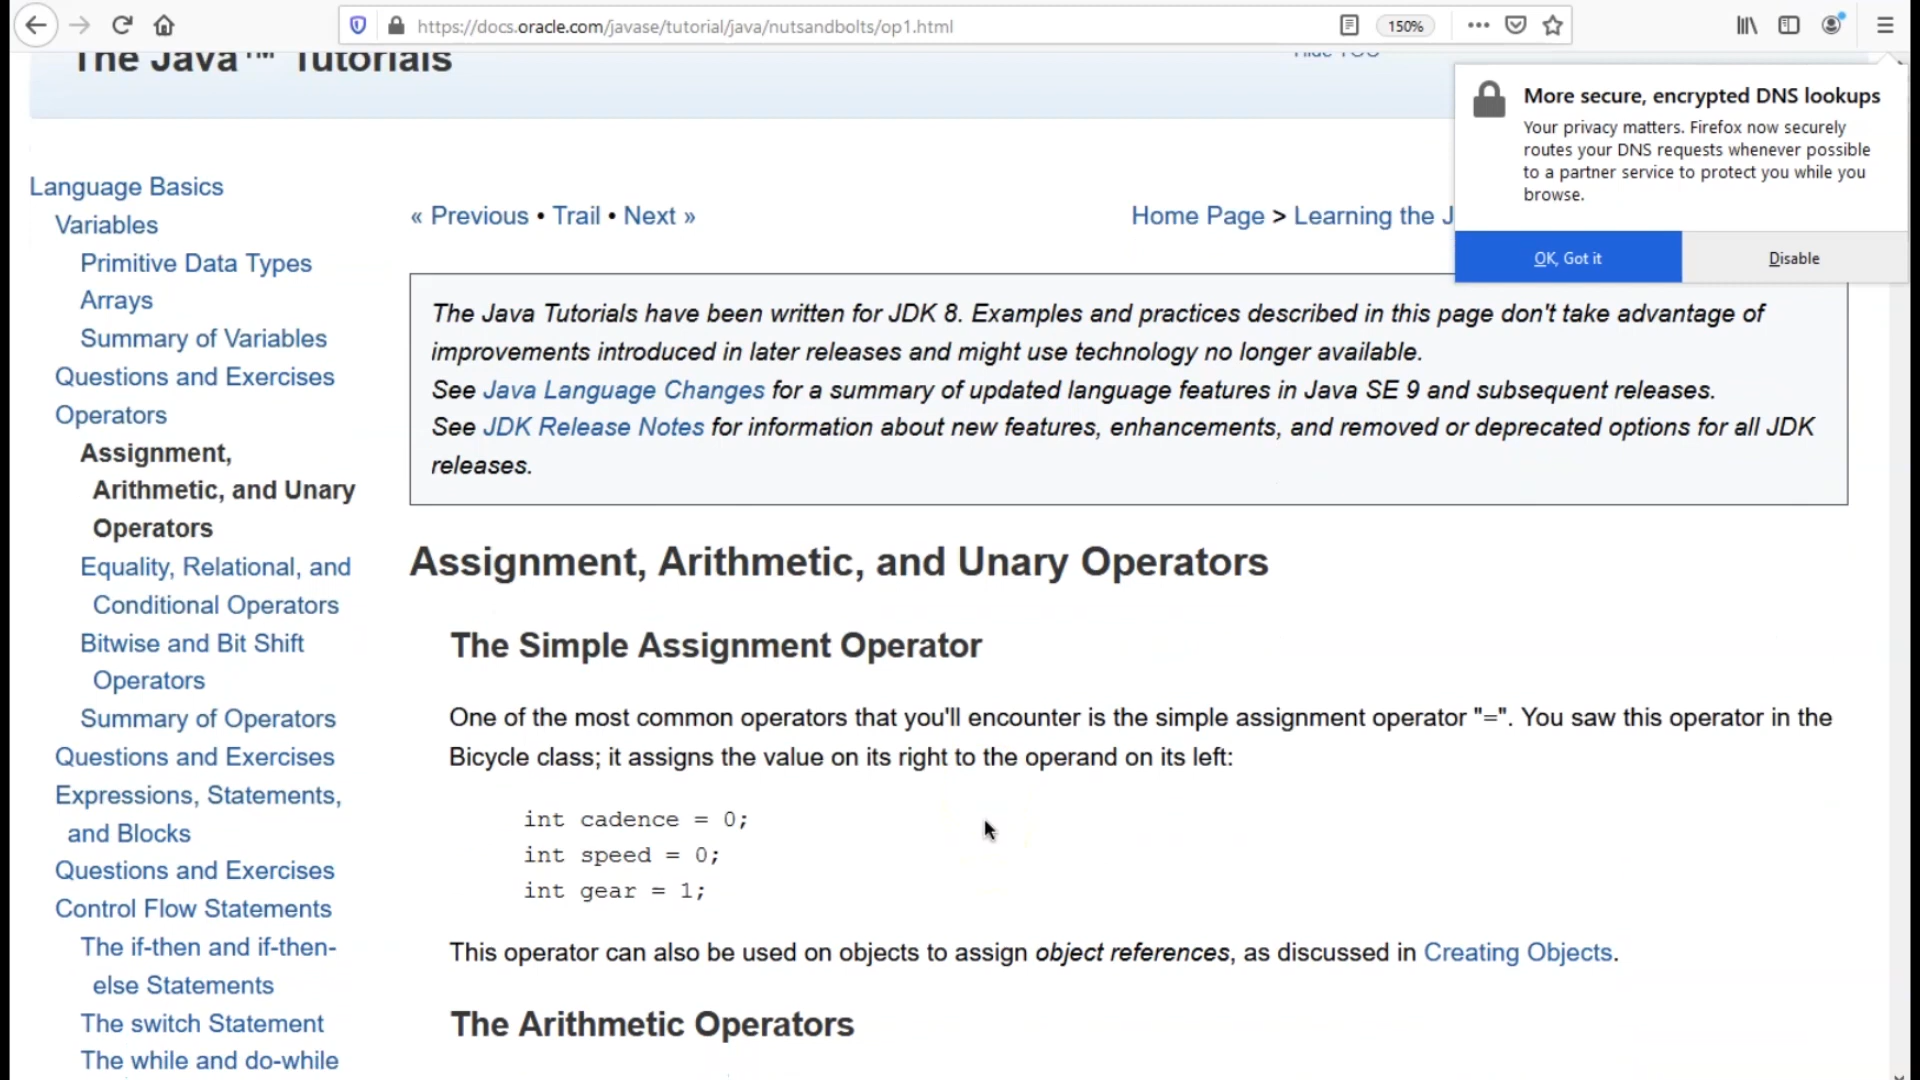 https://docs.oracle.com/javase/tutorial/java/nutsandbolts/op1.html
150%
The Java™ Tutorials
Hide TOC
More secure, encrypted DNS lookups
Your privacy matters. Firefox now securely
routes your DNS requests whenever possible
to a partner service to protect you while you
browse.
OK, Got it
Disable
Language Basics
Variables
Primitive Data Types
Arrays
Summary of Variables
Questions and Exercises
Operators
Assignment,
Arithmetic, and Unary
Operators
Equality, Relational, and
Conditional Operators
Bitwise and Bit Shift
Operators
Summary of Operators
Questions and Exercises
Expressions, Statements,
and Blocks
Questions and Exercises
Control Flow Statements
The if-then and if-then-
else Statements
The switch Statement
The while and do-while
« Previous • Trail • Next »
Home Page > Learning the J
The Java Tutorials have been written for JDK 8. Examples and practices described in this page don't take advantage of
improvements introduced in later releases and might use technology no longer available.
See Java Language Changes for a summary of updated language features in Java SE 9 and subsequent releases.
See JDK Release Notes for information about new features, enhancements, and removed or deprecated options for all JDK
releases.
Assignment, Arithmetic, and Unary Operators
The Simple Assignment Operator
One of the most common operators that you'll encounter is the simple assignment operator "=". You saw this operator in the
Bicycle class; it assigns the value on its right to the operand on its left:
int cadence = 0;
int speed = 0;
int gear = 1;
This operator can also be used on objects to assign object references, as discussed in Creating Objects.
The Arithmetic Operators